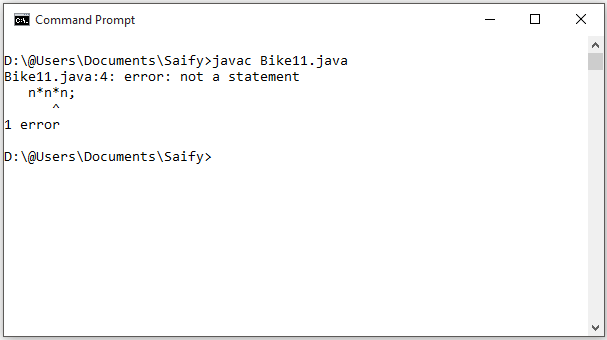 Command Prompt
D:\@Users\Documents\Saify>javac Bike11.java
Bike11.java:4: error: not a statement
   n*n*n;
      ^
1 error
D:\@Users\Documents\Saify>